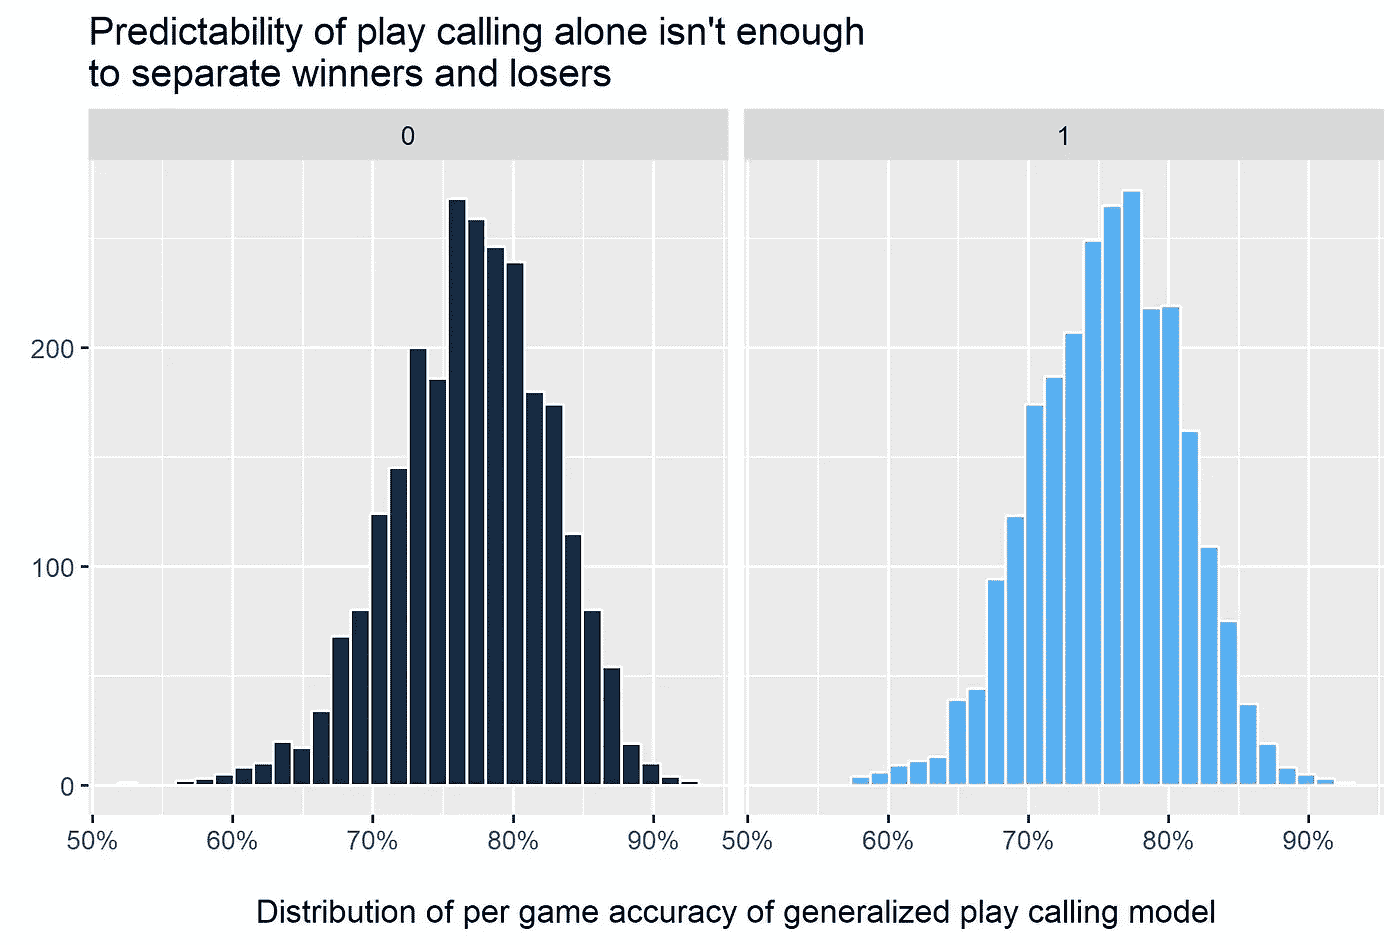 Predictability of play calling alone isn't enough
to separate winners and losers
0 1
200
100
0
50% 60% 70% 80% 90% 50% 60% 70% 80% 90%
Distribution of per game accuracy of generalized play calling model